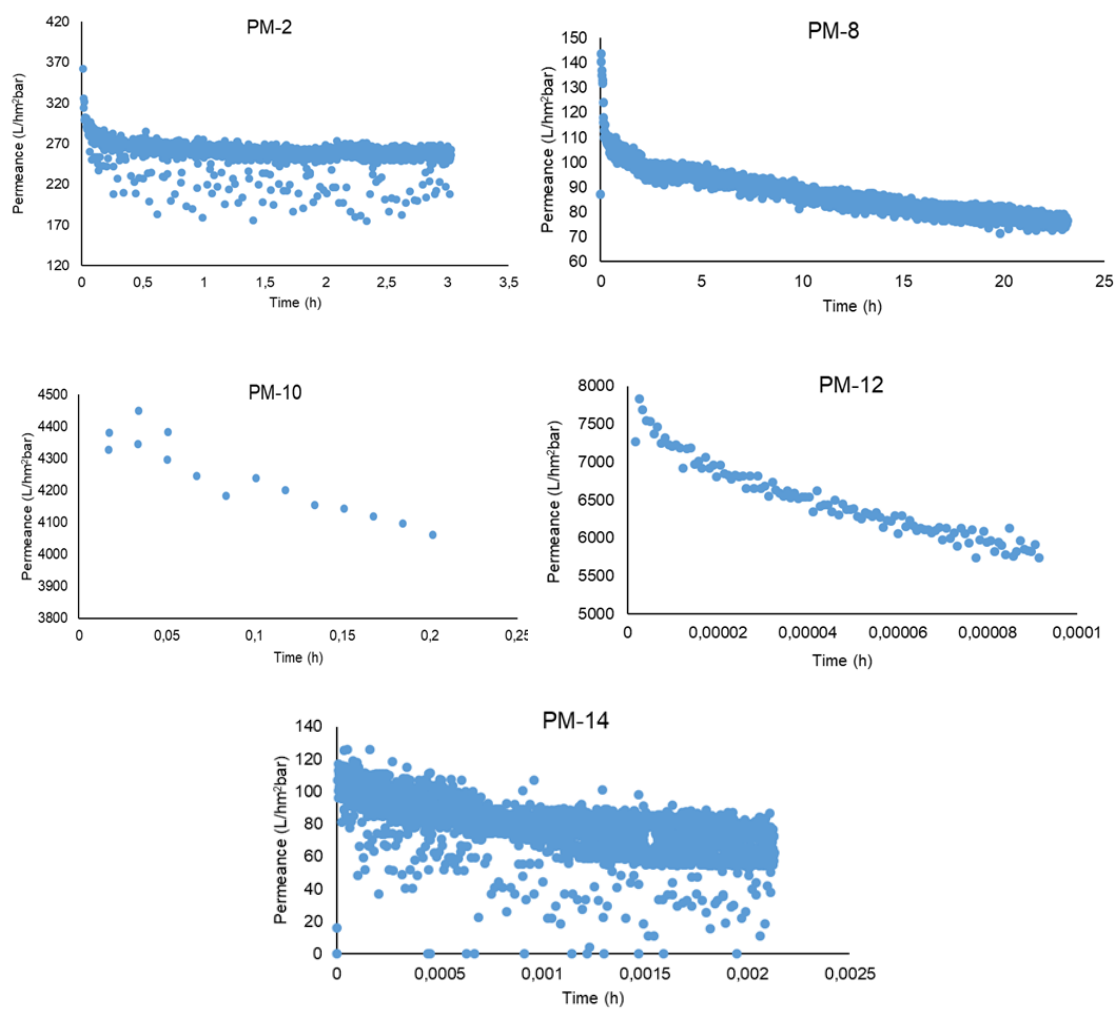 PM-2
Permeance (L/hm²bar)
420
370
320
270
220
170
120
0 0,5 1 1,5 2 2,5 3 3,5
Time (h)
PM-8
Permeance (L/hm²bar)
150
140
130
120
110
100
90
80
70
60
0 5 10 15 20 25
Time (h)
PM-10
Permeance (L/hm²bar)
4500
4400
4300
4200
4100
4000
3900
3800
0 0,05 0,1 0,15 0,2 0,25
Time (h)
PM-12
Permeance (L/hm²bar)
8000
7500
7000
6500
6000
5500
5000
0 0,00002 0,00004 0,00006 0,00008 0,0001
Time (h)
PM-14
Permeance (L/hm²bar)
140
120
100
80
60
40
20
0
0 0,0005 0,001 0,0015 0,002 0,0025
Time (h)